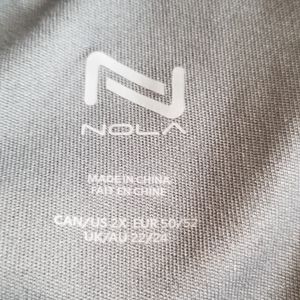 NOLA
MADE IN CHINA
FAIT EN CHINE
CAN/US 2X EUR 50/52
UK/AU 22/24